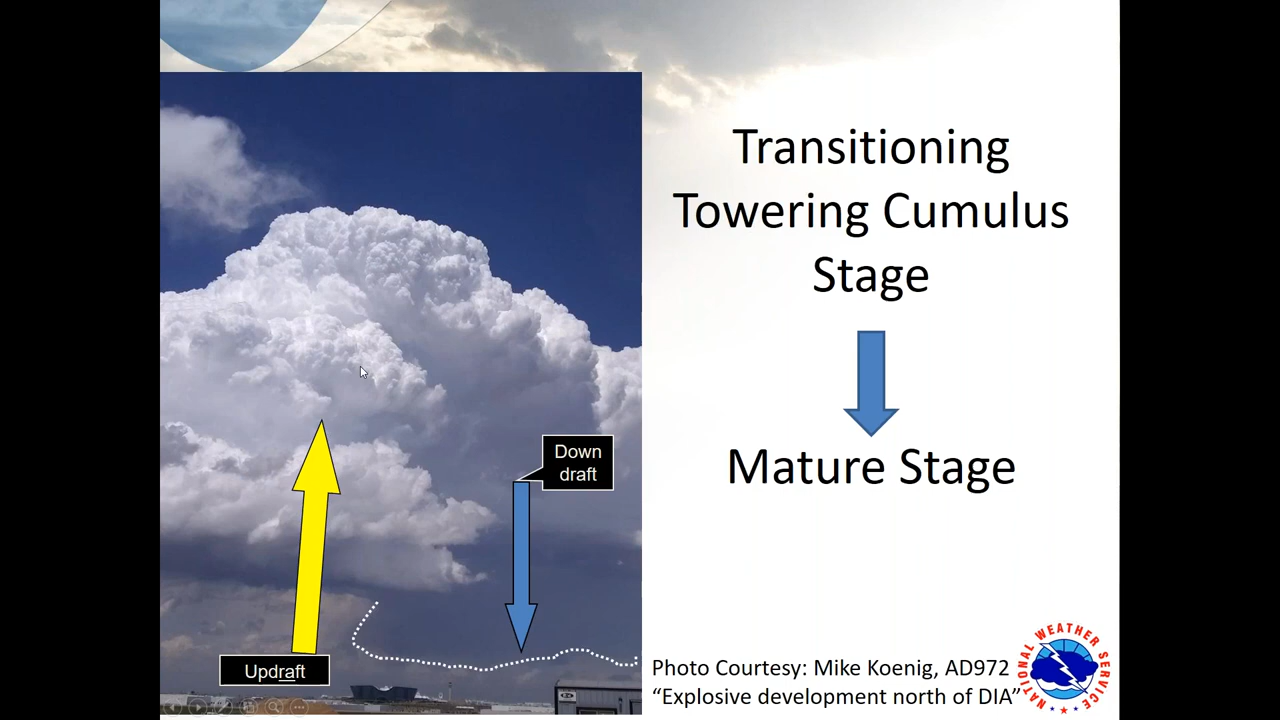 Transitioning
Towering Cumulus
Stage
Mature Stage
Down
draft
Updraft
Photo Courtesy: Mike Koenig, AD972
“Explosive development north of DIA”
NATIONAL WEATHER SERVICE